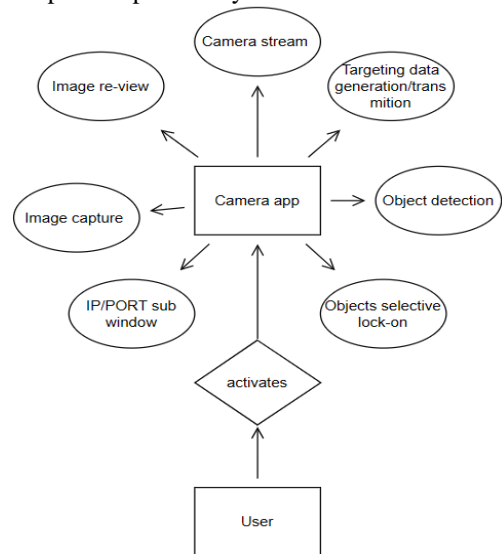 Camera stream
Image re-view
Targeting data
generation/trans
mition
Camera app
Object detection
Image capture
IP/PORT sub
window
Objects selective
lock-on
activates
User